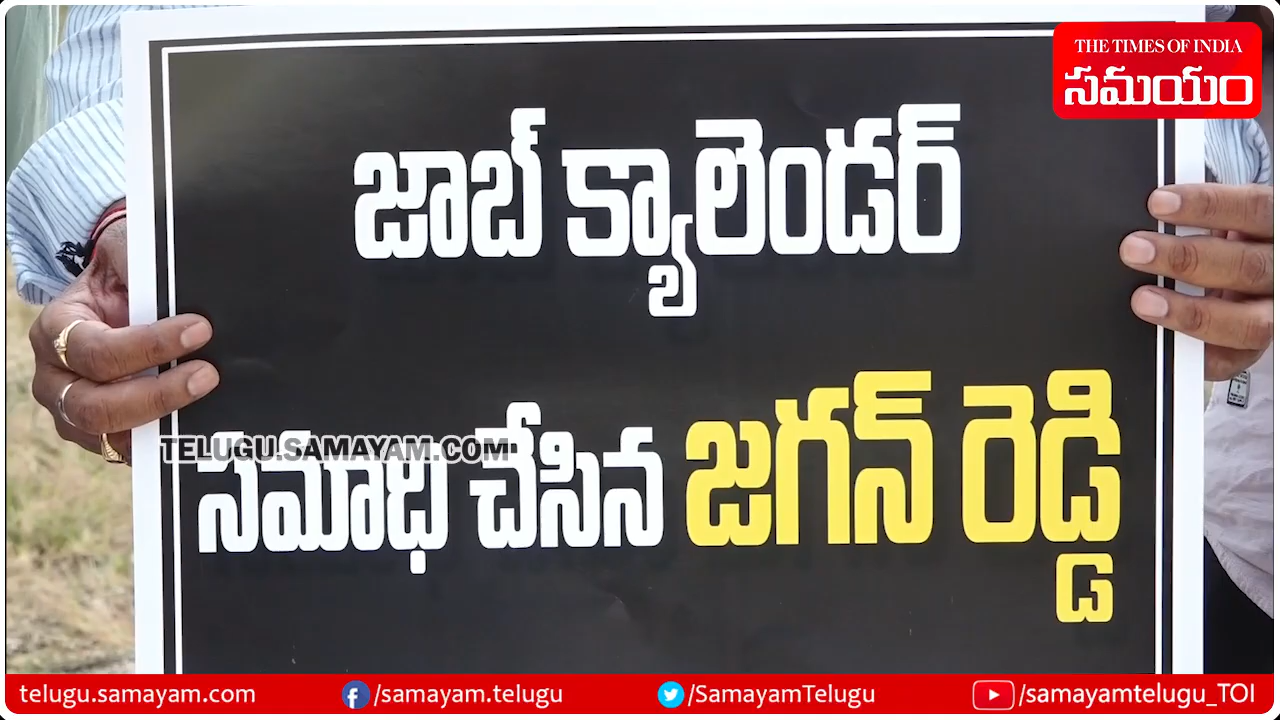 THE TIMES OF INDIA
సమయం
జాబ్ క్యాలెండర్
TELUGU.SAMAYAM.COM
సమాధి చేసిన జగన్ రెడ్డి
telugu.samayam.com
/samayam.telugu
/SamayamTelugu
/samayamtelugu_TOI